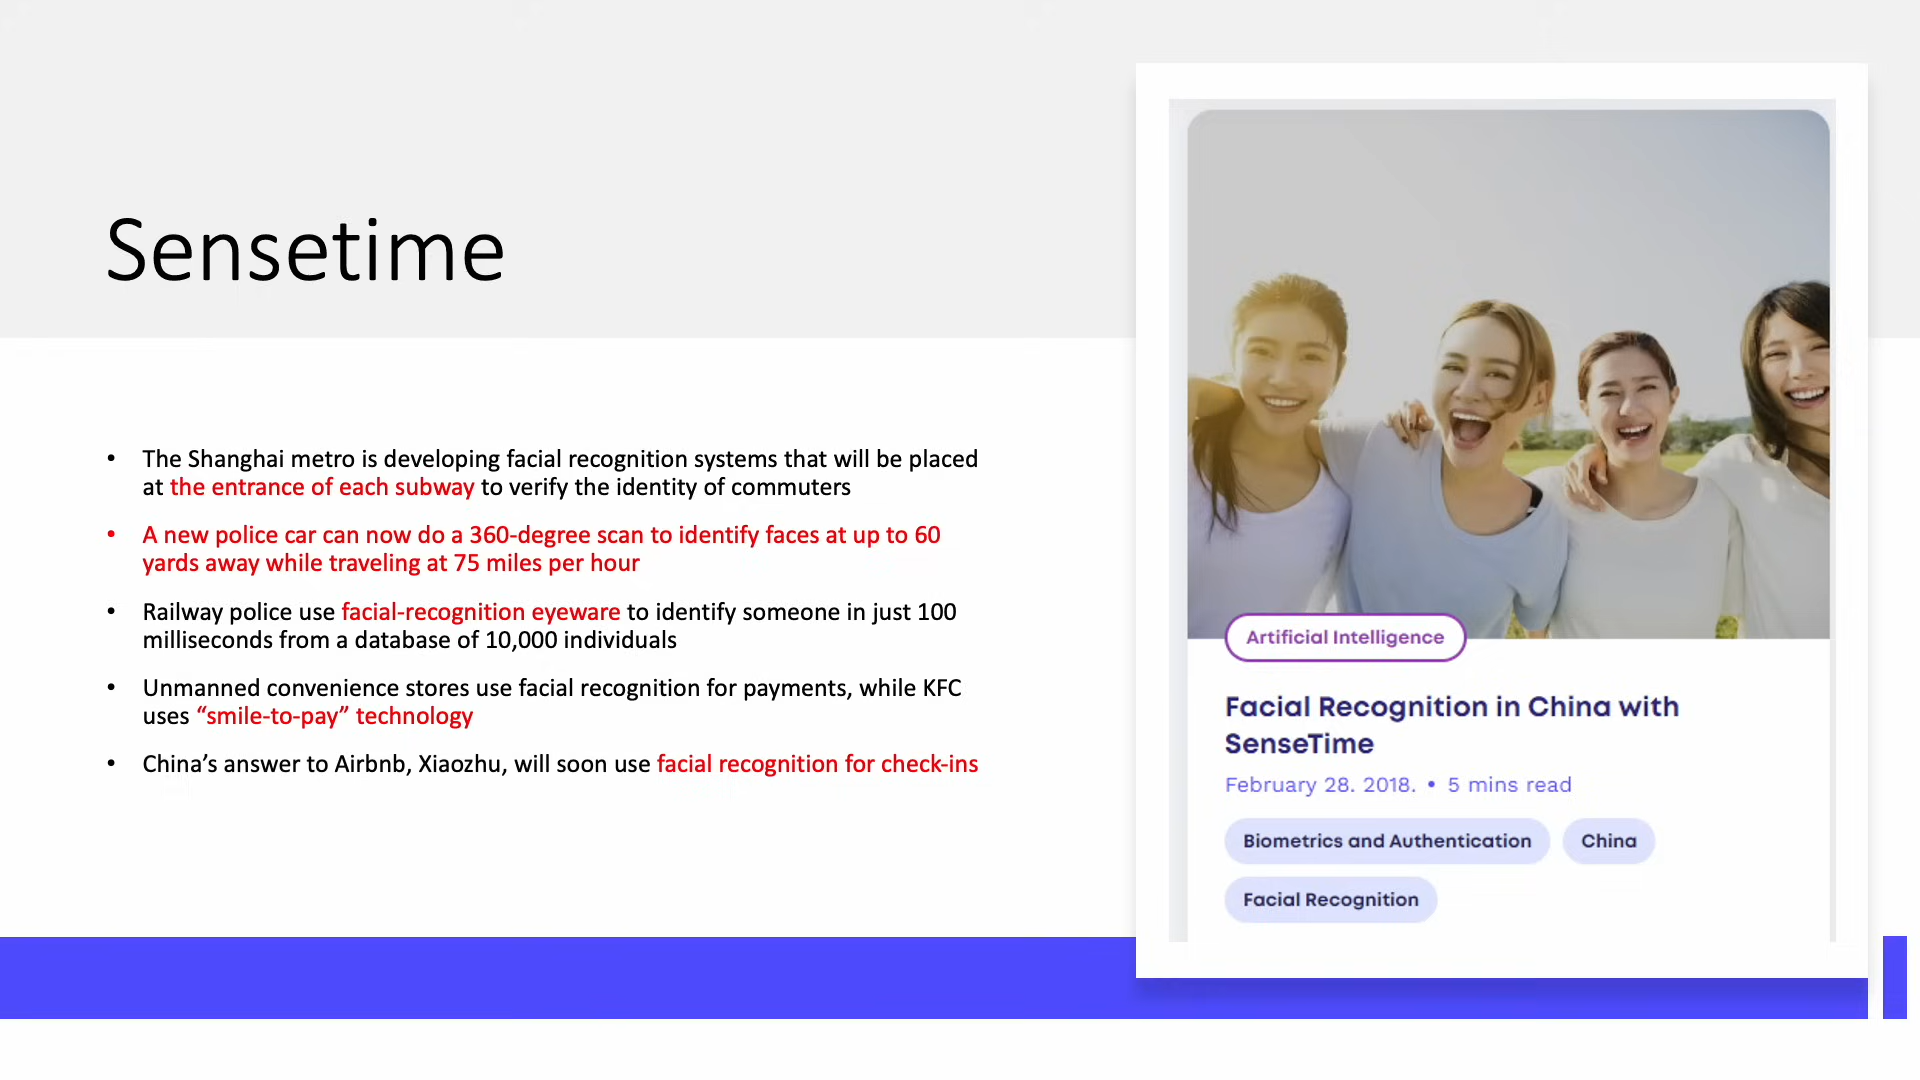 Sensetime
• The Shanghai metro is developing facial recognition systems that will be placed
at the entrance of each subway to verify the identity of commuters
• A new police car can now do a 360-degree scan to identify faces at up to 60
yards away while traveling at 75 miles per hour
• Railway police use facial-recognition eyeware to identify someone in just 100
milliseconds from a database of 10,000 individuals
• Unmanned convenience stores use facial recognition for payments, while KFC
uses “smile-to-pay” technology
• China’s answer to Airbnb, Xiaozhu, will soon use facial recognition for check-ins
Artificial Intelligence
Facial Recognition in China with
SenseTime
February 28. 2018. • 5 mins read
Biometrics and Authentication
China
Facial Recognition